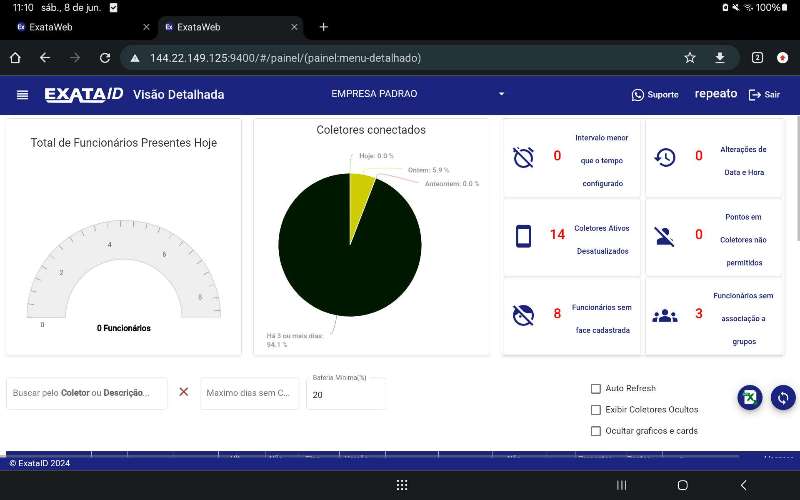 11:10 sáb., 8 de jun.
100%
ExataWeb
ExataWeb
144.22.149.125:9400/#/painel/(painel:menu-detalhado)
2
EXATA ID Visão Detalhada
EMPRESA PADRAO
Suporte
repeato
Sair
Total de Funcionários Presentes Hoje
0
2
4
6
8
0 Funcionários
Coletores conectados
Hoje: 0.0 %
Ontem: 5.9 %
Anteontem: 0.0 %
Há 3 ou mais dias:
94.1 %
0
Intervalo menor
que o tempo
configurado
0
Alterações de
Data e Hora
14
Coletores Ativos
Desatualizados
0
Pontos em
Coletores não
permitidos
8
Funcionários sem
face cadastrada
3
Funcionários sem
associação a
grupos
Buscar pelo Coletor ou Descrição...
Maximo dias sem C...
Bateria Mínima(%)
20
Auto Refresh
Exibir Coletores Ocultos
Ocultar graficos e cards
© ExataID 2024